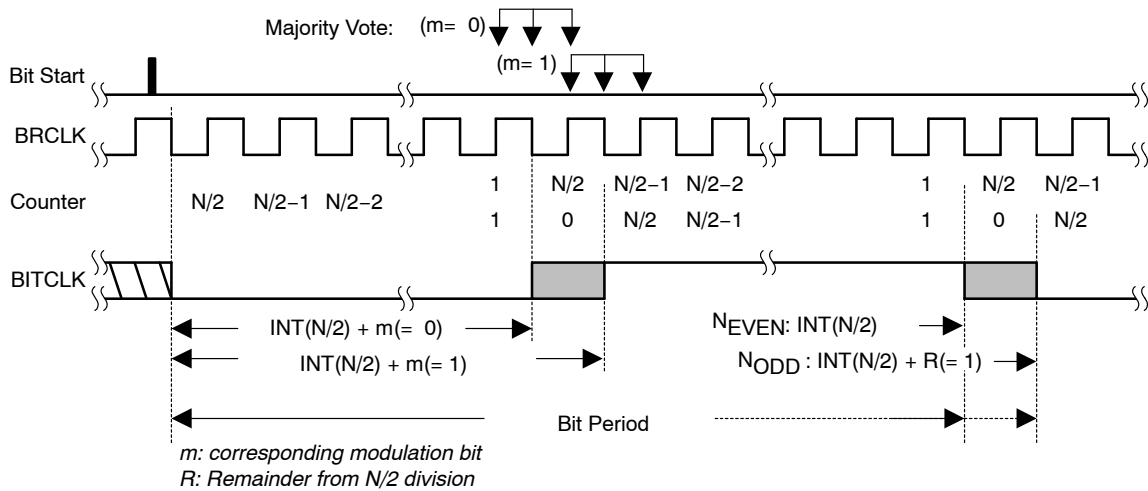 Majority Vote: (m= 0)
(m= 1)
Bit Start
BRCLK
Counter
N/2 N/2−1 N/2−2 1 N/2 N/2−1 N/2−2 1 N/2 N/2−1
1 0 N/2 N/2−1 1 0 N/2
BITCLK
INT(N/2) + m(= 0)
NEVEN: INT(N/2)
INT(N/2) + m(= 1)
NODD : INT(N/2) + R(= 1)
Bit Period
m: corresponding modulation bit
R: Remainder from N/2 division